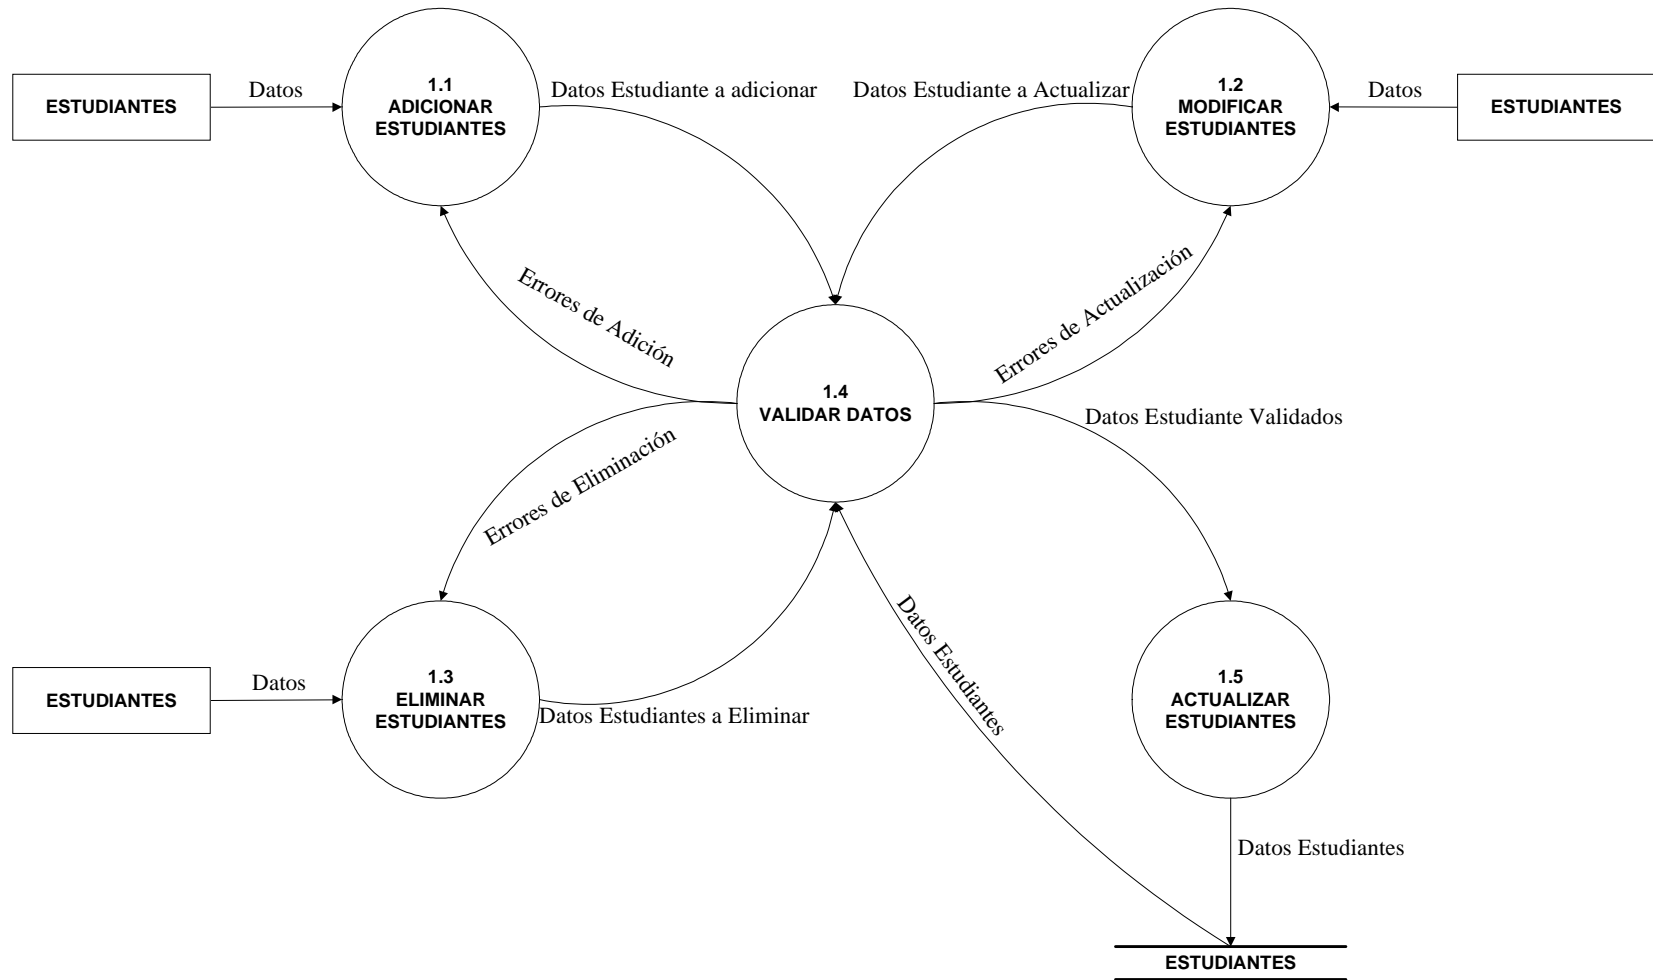 ESTUDIANTES
Datos
1.1
ADICIONAR
ESTUDIANTES
Datos Estudiante a adicionar
Datos Estudiante a Actualizar
1.2
MODIFICAR
ESTUDIANTES
Datos
ESTUDIANTES
Errores de Adición
Errores de Actualización
1.4
VALIDAR DATOS
Datos Estudiante Validados
Errores de Eliminación
Datos Estudiantes
ESTUDIANTES
Datos
1.3
ELIMINAR
ESTUDIANTES
Datos Estudiantes a Eliminar
1.5
ACTUALIZAR
ESTUDIANTES
Datos Estudiantes
ESTUDIANTES